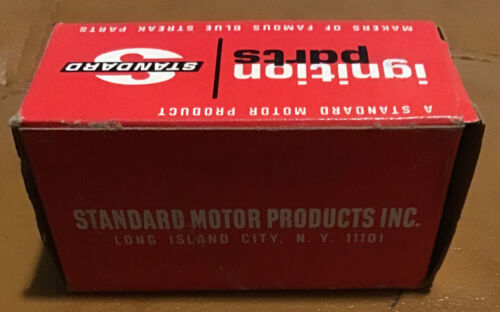 A STANDARD MOTOR PRODUCT
ignition
parts
S
STANDARD
MAKERS OF FAMOUS BLUE STREAK PARTS
STANDARD MOTOR PRODUCTS INC.
LONG ISLAND CITY, N. Y. 11101